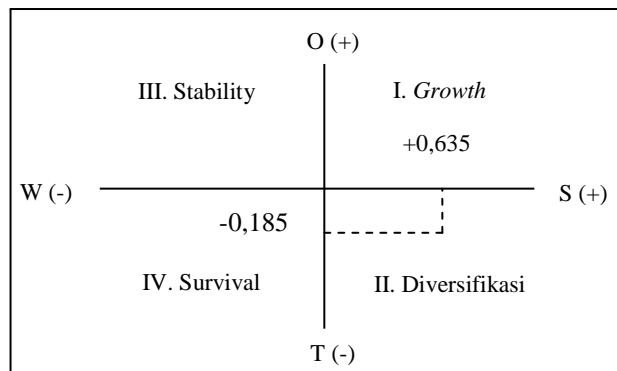 O (+)
III. Stability
I. Growth
+0,635
W (-)
S (+)
-0,185
IV. Survival
II. Diversifikasi
T (-)